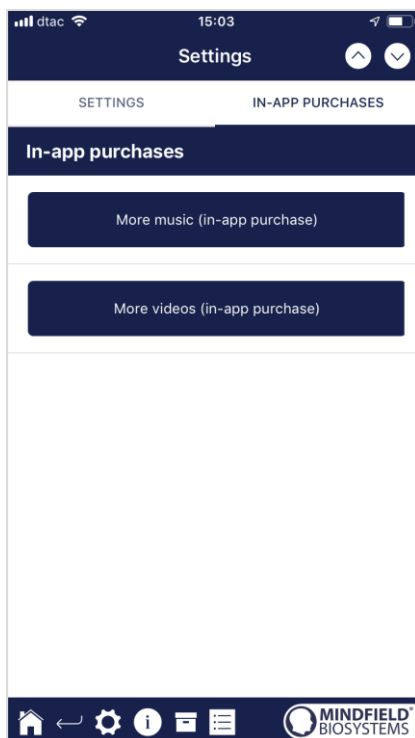 dtac 15:03
Settings
SETTINGS IN-APP PURCHASES
In-app purchases
More music (in-app purchase)
More videos (in-app purchase)
i
MINDFIELD®
BIOSYSTEMS